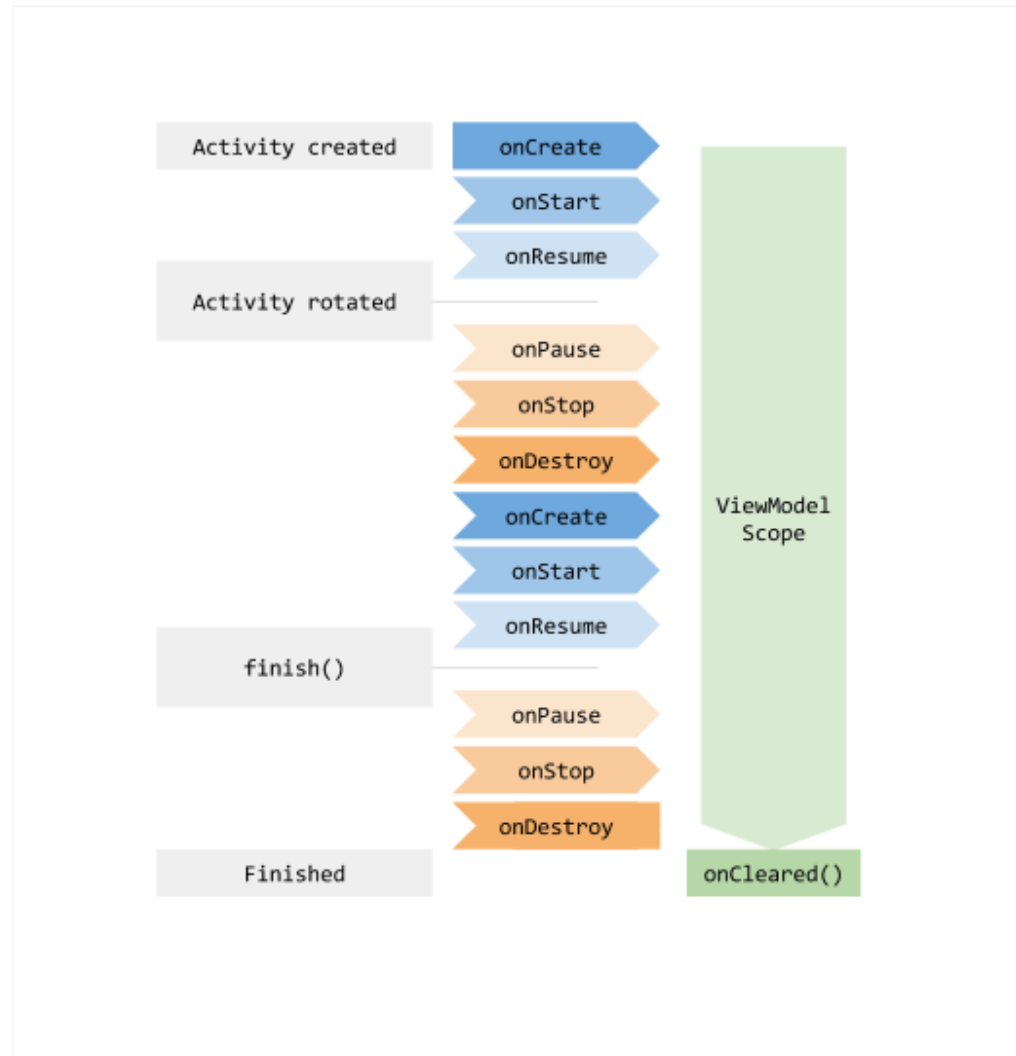 Activity created
onCreate
onStart
onResume
Activity rotated
onPause
onStop
onDestroy
onCreate
onStart
onResume
finish()
onPause
onStop
onDestroy
Finished
ViewModel
Scope
onCleared()